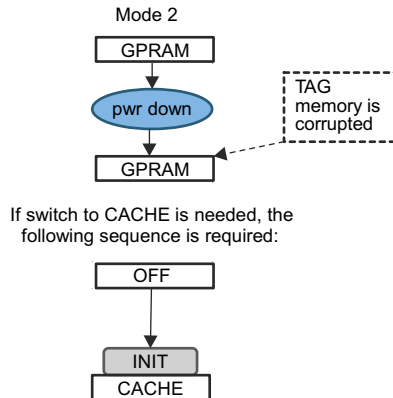 Mode 2
GPRAM
pwr down
TAG
memory is
corrupted
GPRAM
If switch to CACHE is needed, the
following sequence is required:
OFF
INIT
CACHE